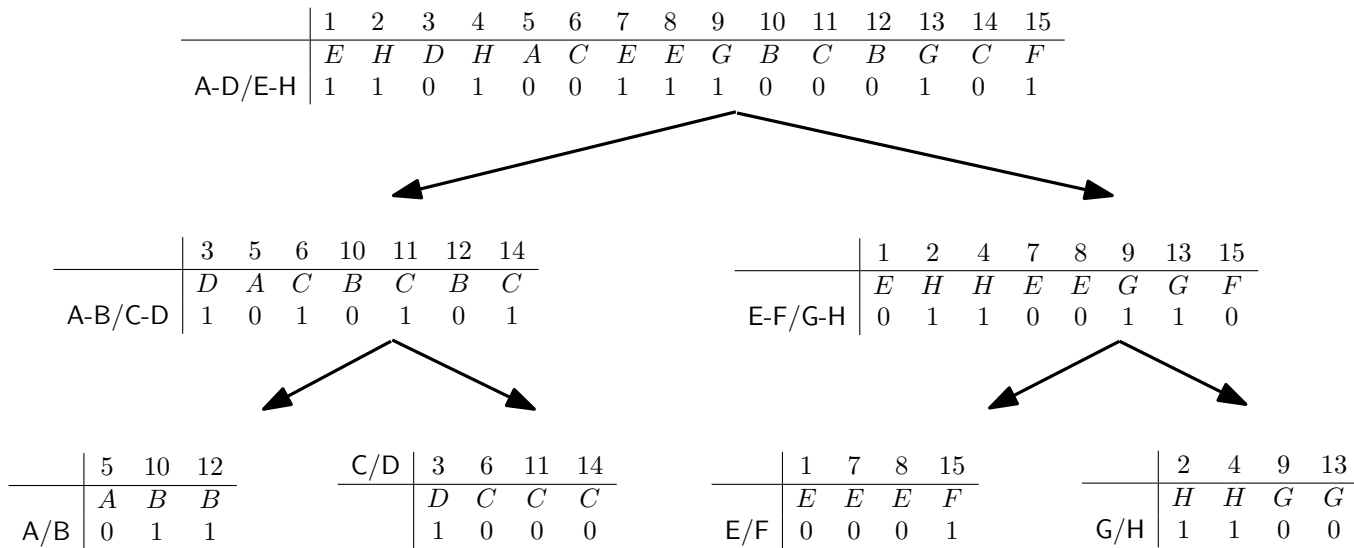 1 2 3 4 5 6 7 8 9 10 11 12 13 14 15
E H D H A C E E G B C B G C F
A-D/E-H 1 1 0 1 0 0 1 1 1 0 0 0 1 0 1
3 5 6 10 11 12 14
D A C B C B C
A-B/C-D 1 0 1 0 1 0 1
1 2 4 7 8 9 13 15
E H H E E G G F
E-F/G-H 0 1 1 0 0 1 1 0
5 10 12
A B B
A/B 0 1 1
C/D 3 6 11 14
D C C C
1 0 0 0
1 7 8 15
E E E F
E/F 0 0 0 1
2 4 9 13
H H G G
G/H 1 1 0 0